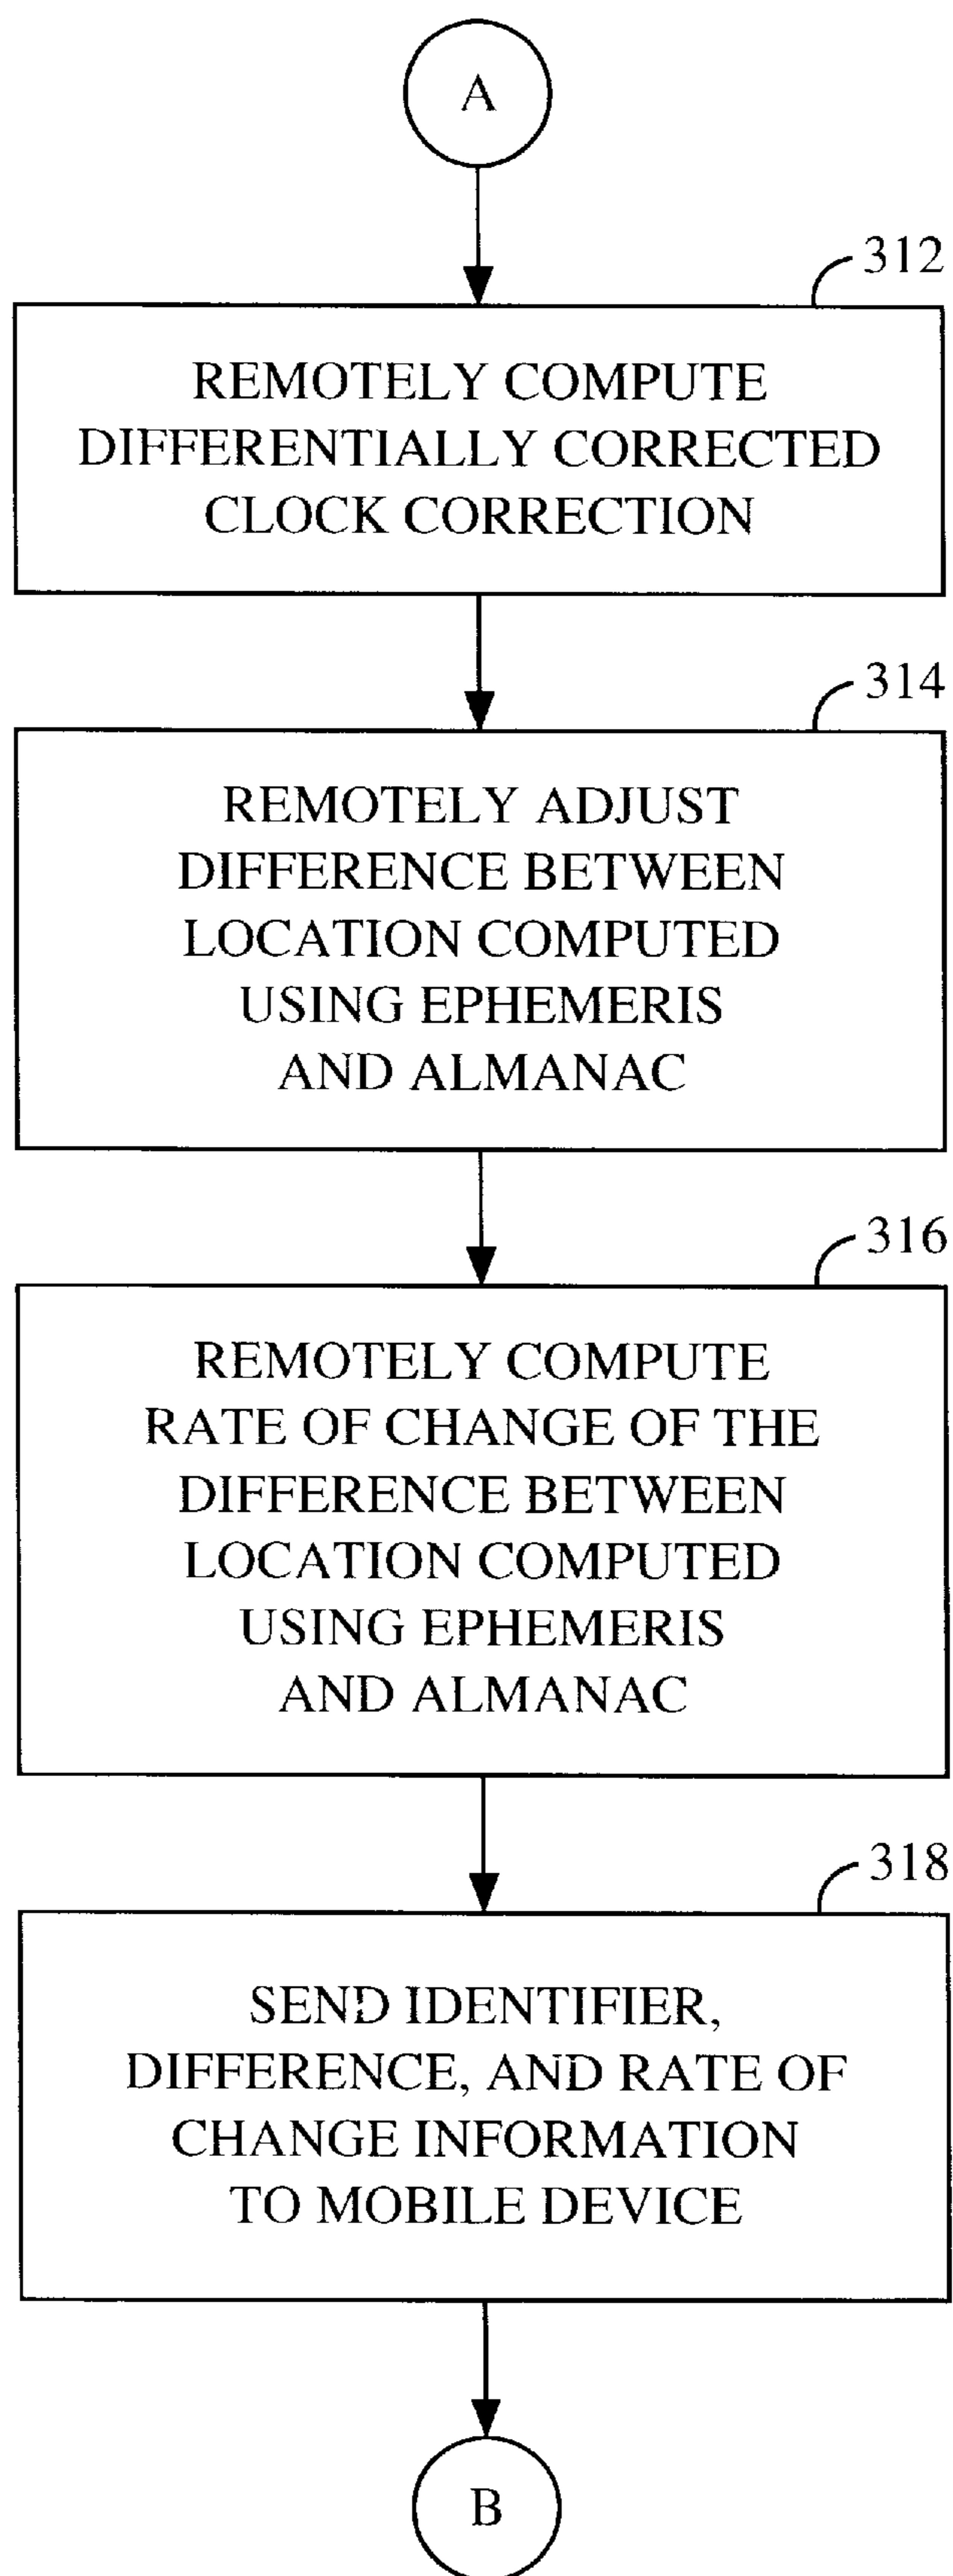 A
312
REMOTELY COMPUTE
DIFFERENTIALLY CORRECTED
CLOCK CORRECTION
314
REMOTELY ADJUST
DIFFERENCE BETWEEN
LOCATION COMPUTED
USING EPHEMERIS
AND ALMANAC
316
REMOTELY COMPUTE
RATE OF CHANGE OF THE
DIFFERENCE BETWEEN
LOCATION COMPUTED
USING EPHEMERIS
AND ALMANAC
318
SEND IDENTIFIER,
DIFFERENCE, AND RATE OF
CHANGE INFORMATION
TO MOBILE DEVICE
B